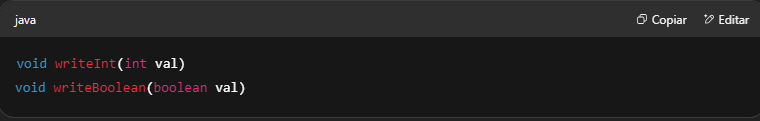 java Copiar Editar
void writeInt(int val)
void writeBoolean(boolean val)